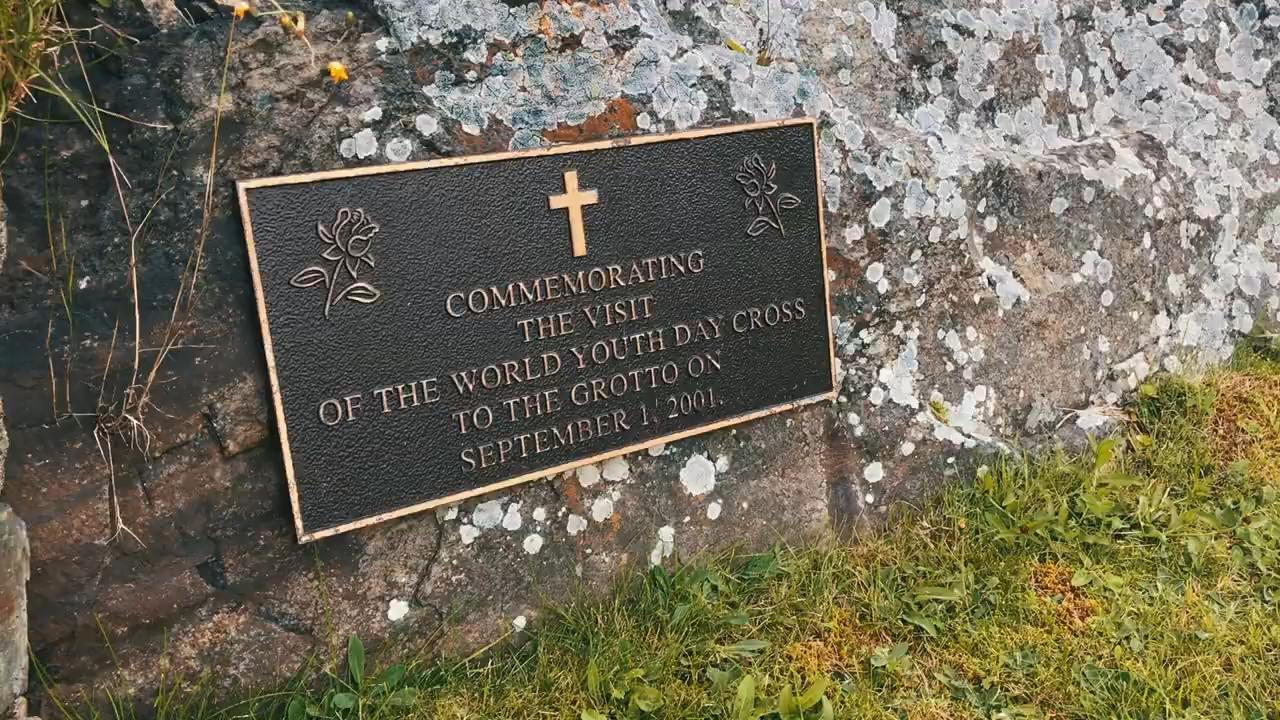 COMMEMORATING
THE VISIT
OF THE WORLD YOUTH DAY CROSS
TO THE GROTTO ON
SEPTEMBER 1, 2001.